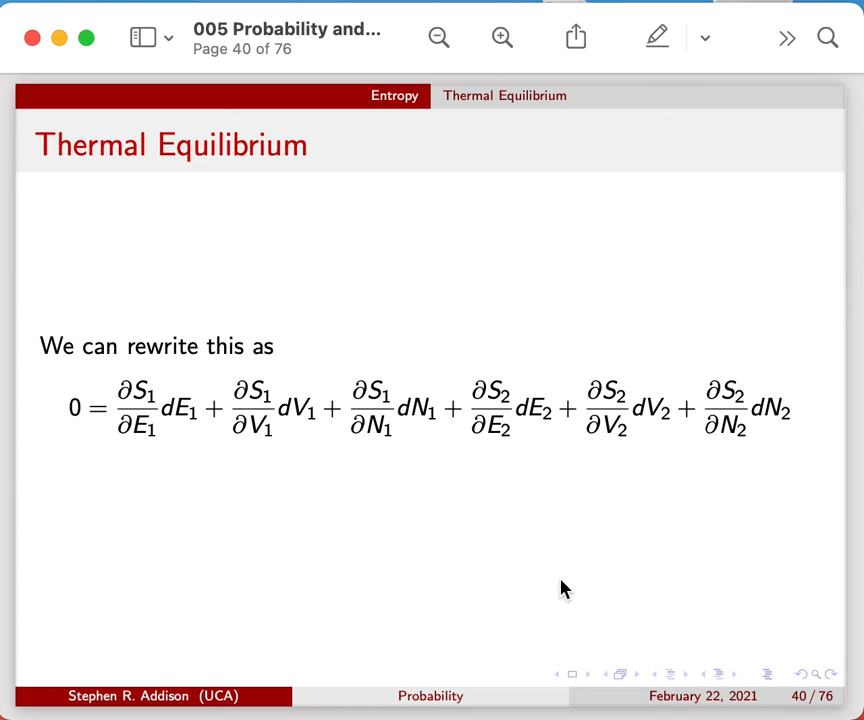 005 Probability and...
Page 40 of 76
Entropy Thermal Equilibrium
Thermal Equilibrium
We can rewrite this as
0 = ∂S₁/∂E₁ dE₁ + ∂S₁/∂V₁ dV₁ + ∂S₁/∂N₁ dN₁ + ∂S₂/∂E₂ dE₂ + ∂S₂/∂V₂ dV₂ + ∂S₂/∂N₂ dN₂
Stephen R. Addison (UCA) Probability February 22, 2021 40 / 76